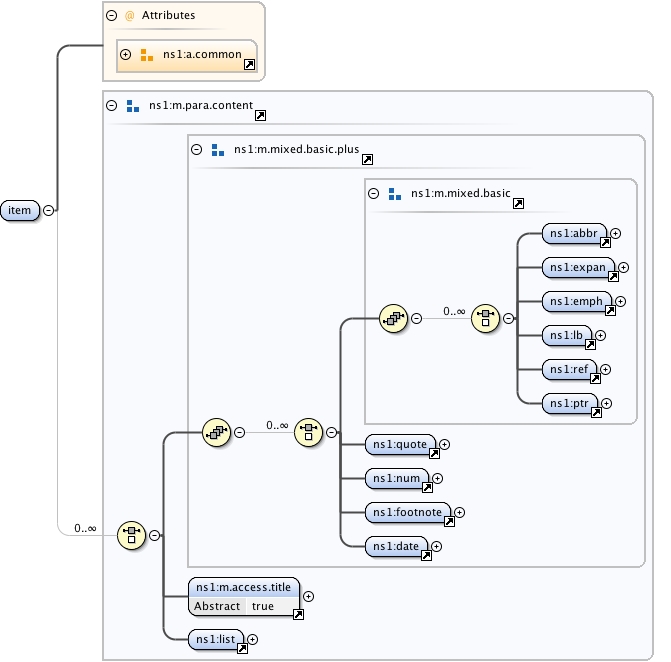 Attributes
ns1:a.common
ns1:m.para.content
ns1:m.mixed.basic.plus
ns1:m.mixed.basic
item
ns1:abbr
ns1:expan
ns1:emph
0..∞
ns1:lb
ns1:ref
ns1:ptr
0..∞
ns1:quote
ns1:num
ns1:footnote
0..∞
ns1:date
ns1:m.access.title
Abstract true
ns1:list